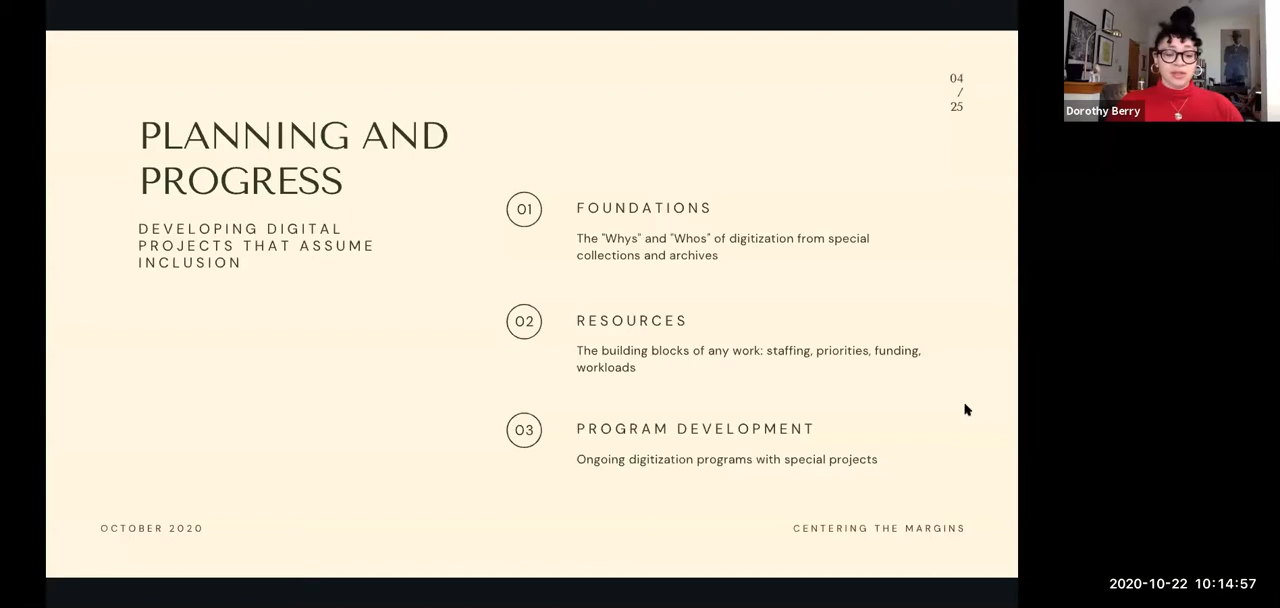 04
/
25
PLANNING AND
PROGRESS
DEVELOPING DIGITAL
PROJECTS THAT ASSUME
INCLUSION
01
FOUNDATIONS
The "Whys" and "Whos" of digitization from special
collections and archives
02
RESOURCES
The building blocks of any work: staffing, priorities, funding,
workloads
03
PROGRAM DEVELOPMENT
Ongoing digitization programs with special projects
OCTOBER 2020
CENTERING THE MARGINS
Dorothy Berry
2020-10-22 10:14:57